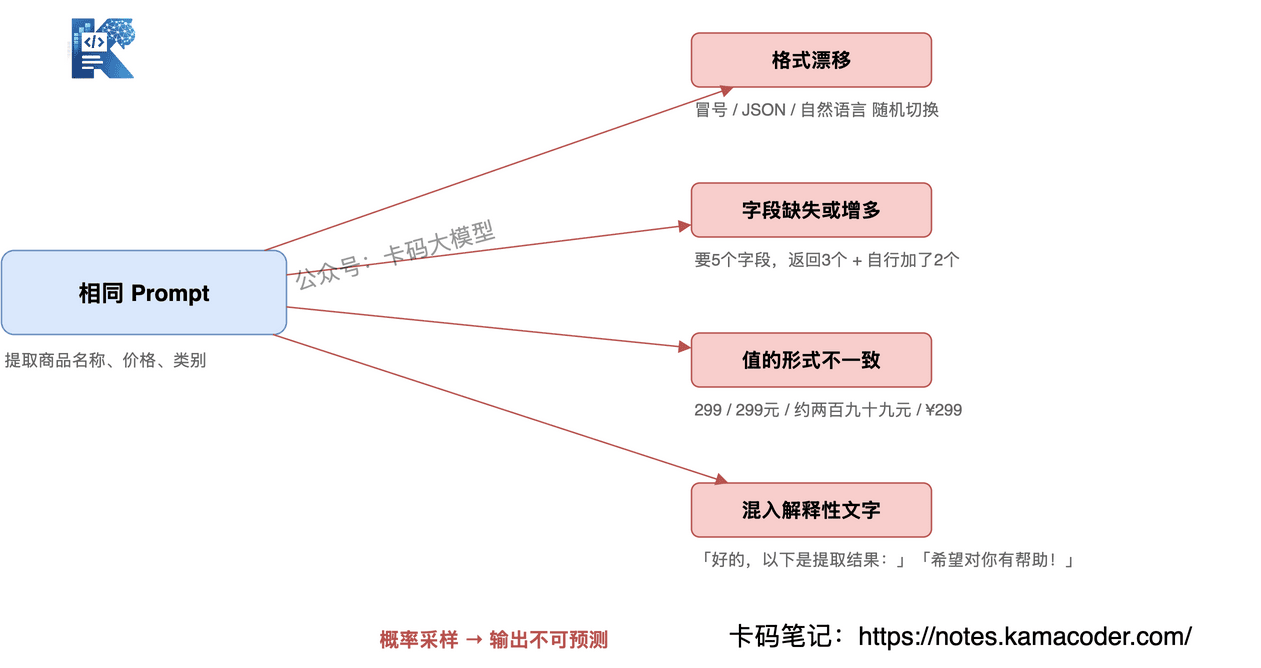 </>
格式漂移
冒号 / JSON / 自然语言 随机切换
字段缺失或增多
要5个字段，返回3个 + 自行加了2个
公众号：卡码大模型
相同 Prompt
提取商品名称、价格、类别
值的形式不一致
299 / 299元 / 约两百九十九元 / ¥299
混入解释性文字
「好的，以下是提取结果：」「希望对你有帮助！」
概率采样 → 输出不可预测
卡码笔记：https://notes.kamacoder.com/